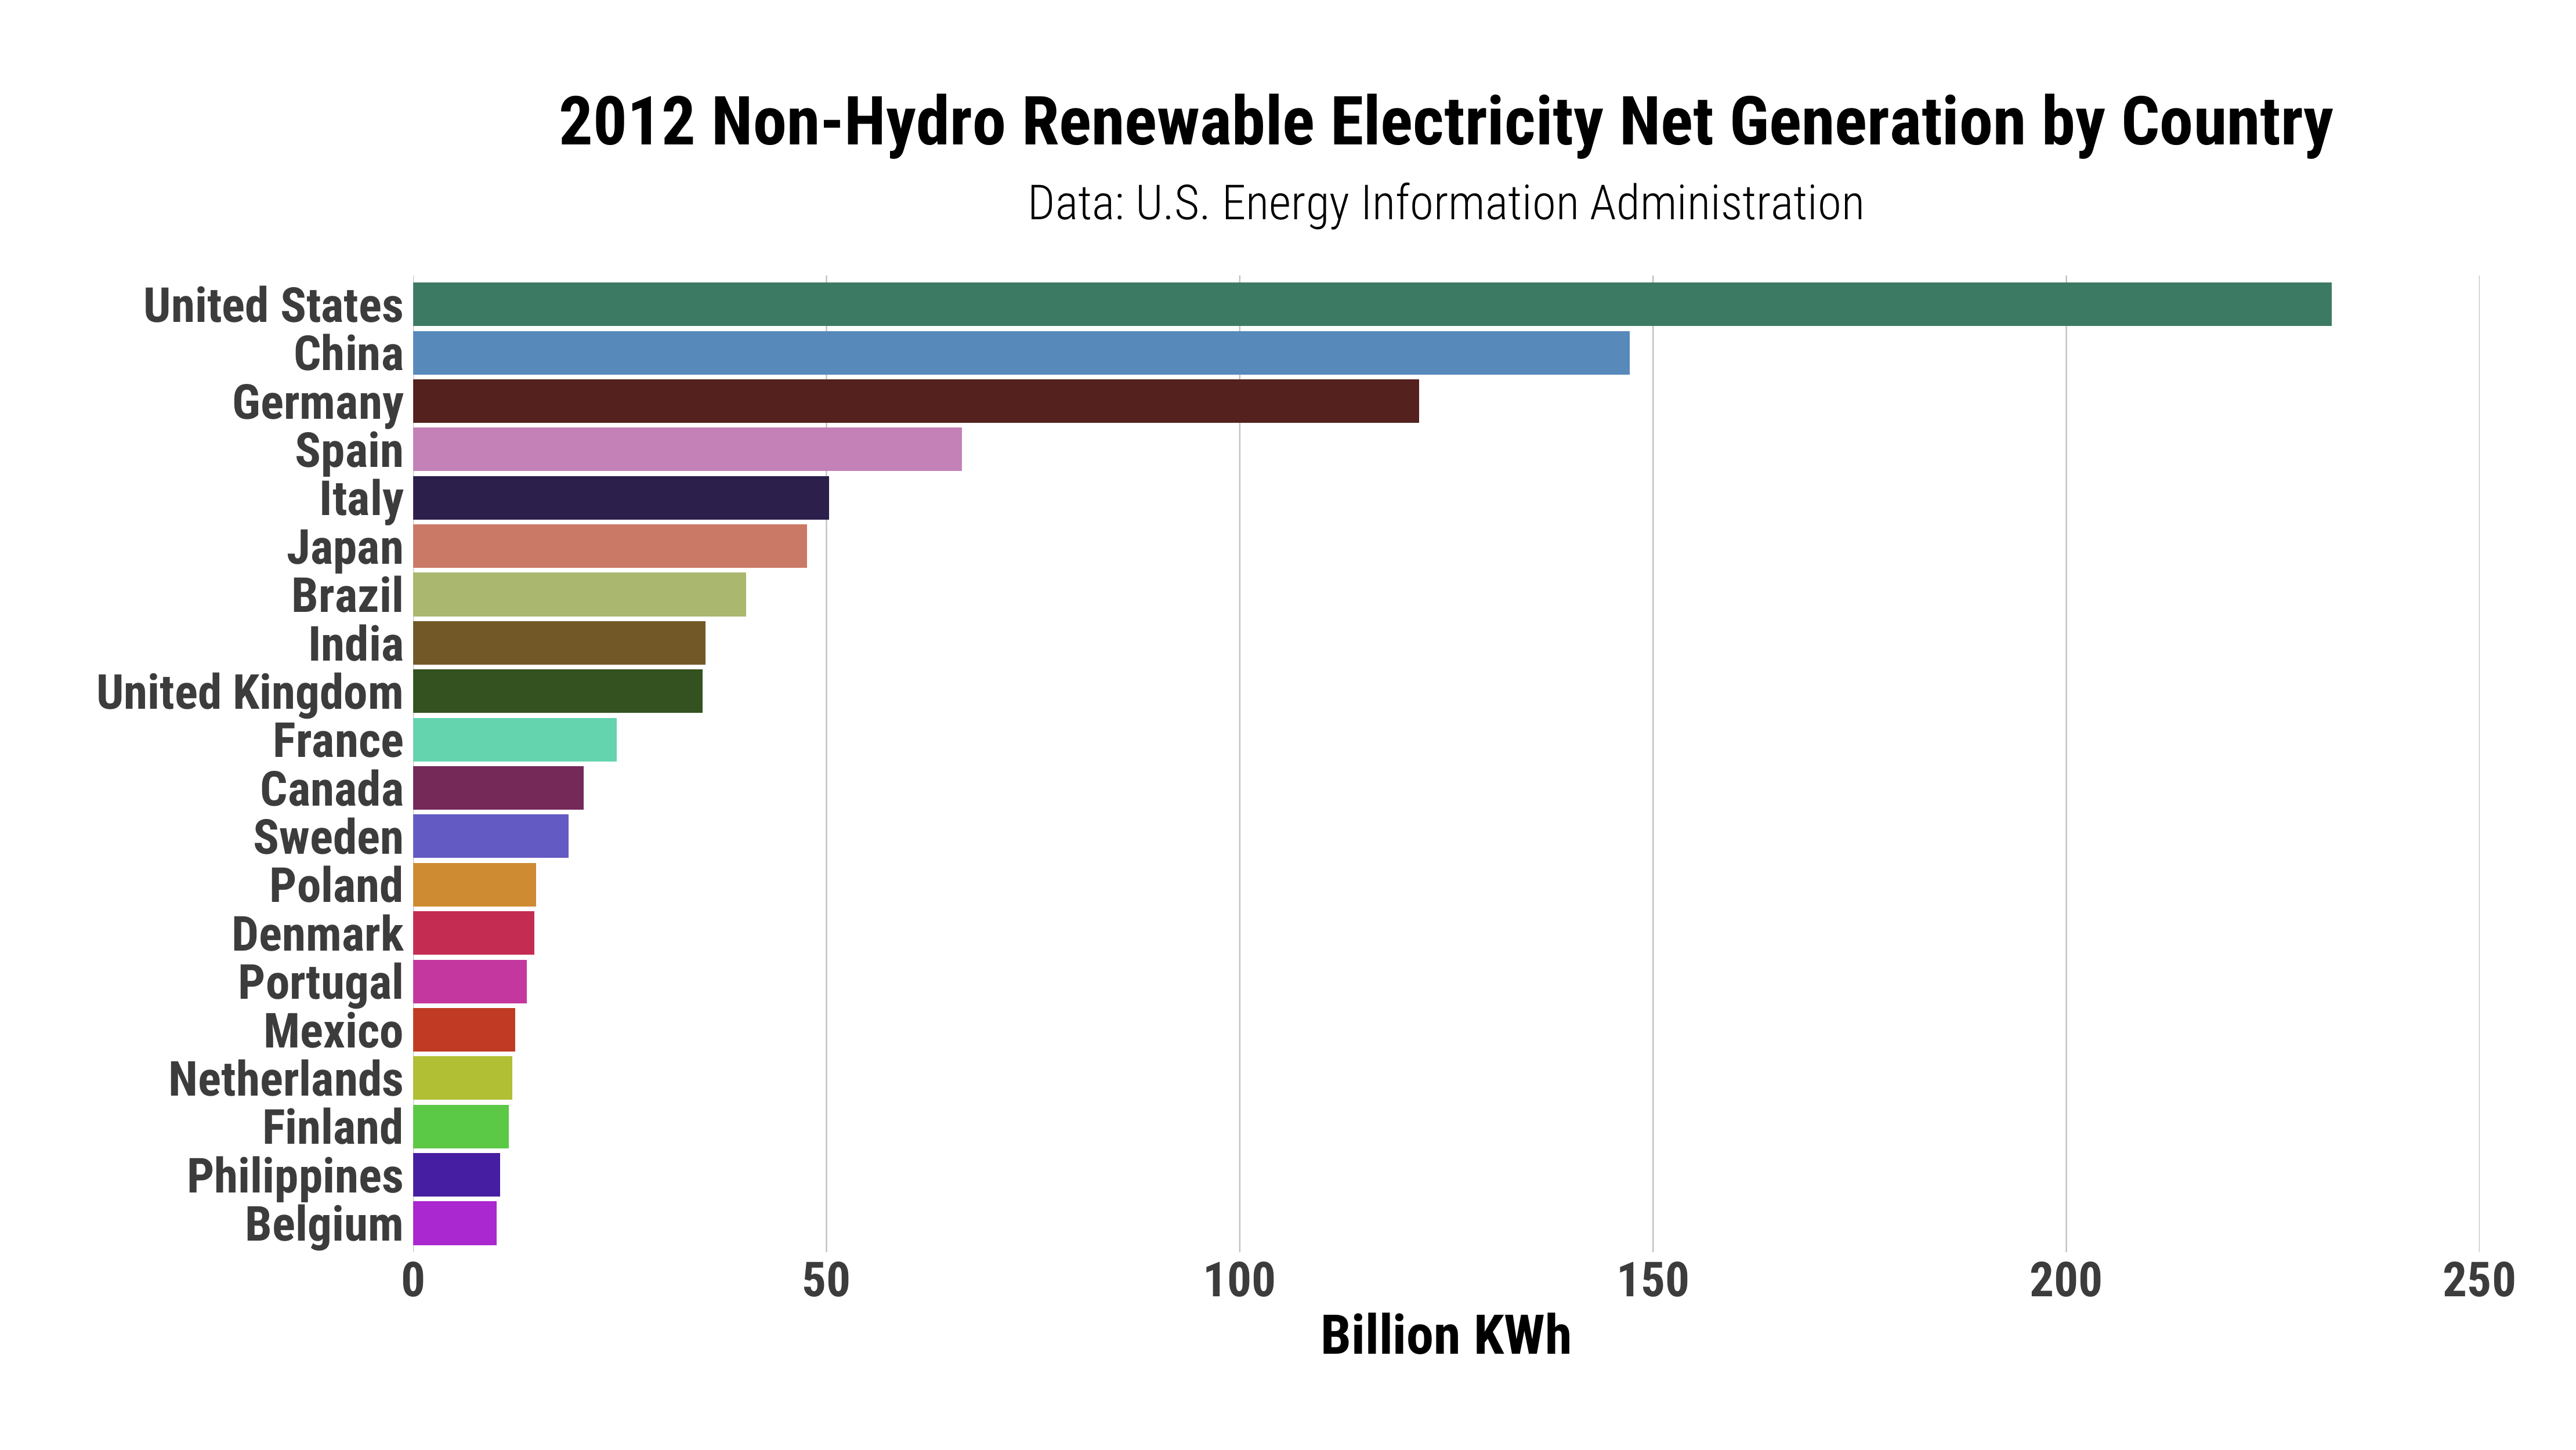 2012 Non-Hydro Renewable Electricity Net Generation by Country
Data: U.S. Energy Information Administration
United States
China
Germany
Spain
Italy
Japan
Brazil
India
United Kingdom
France
Canada
Sweden
Poland
Denmark
Portugal
Mexico
Netherlands
Finland
Philippines
Belgium
0 50 100 150 200 250
Billion KWh